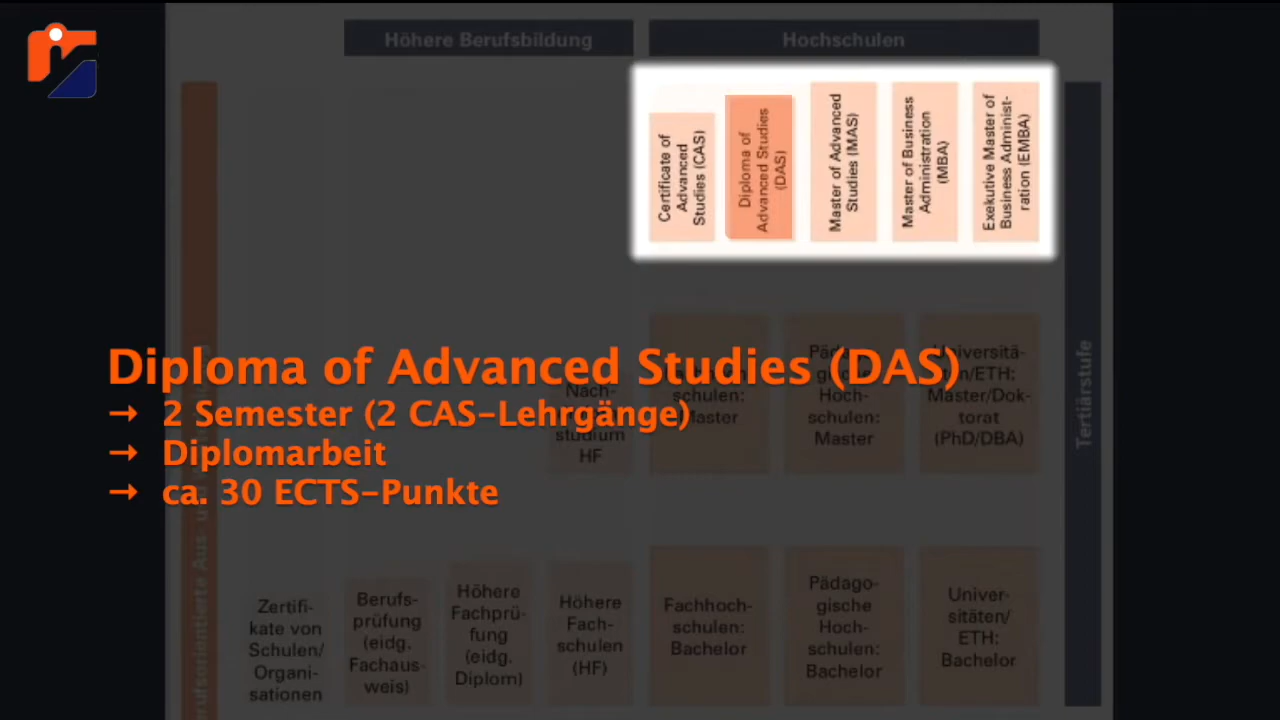 Höhere Berufsbildung
Hochschulen
Certificate of
Advanced
Studies (CAS)
Diploma of
Advanced Studies
(DAS)
Master of Advanced
Studies (MAS)
Master of Business
Administration
(MBA)
Exekutive Master of
Business Administ-
ration (EMBA)
Diploma of Advanced Studies (DAS)
→ 2 Semester (2 CAS-Lehrgänge)
→ Diplomarbeit
→ ca. 30 ECTS-Punkte
Nach-
studium
HF
schulen:
Master
Päda-
gische
Hoch-
schulen:
Master
Universitä-
ten/ETH:
Master/Dok-
torat
(PhD/DBA)
Tertiärstufe
Zertifi-
kate von
Schulen/
Organi-
sationen
Berufs-
prüfung
(eidg.
Fachaus-
weis)
Höhere
Fachprü-
fung
(eidg.
Diplom)
Höhere
Fach-
schulen
(HF)
Fachhoch-
schulen:
Bachelor
Pädago-
gische
Hoch-
schulen:
Bachelor
Univer-
sitäten/
ETH:
Bachelor